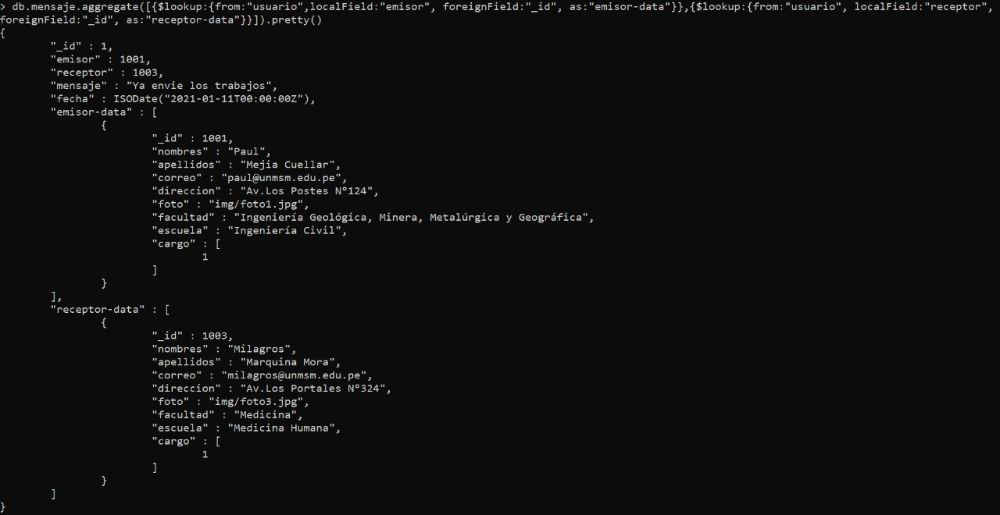 > db.mensaje.aggregate([{$lookup:{from:"usuario",localField:"emisor", foreignField:"_id", as:"emisor-data"}},{$lookup:{from:"usuario", localField:"receptor",
foreignField:"_id", as:"receptor-data"}}]).pretty()
{
"_id" : 1,
"emisor" : 1001,
"receptor" : 1003,
"mensaje" : "Ya envie los trabajos",
"fecha" : ISODate("2021-01-11T00:00:00Z"),
"emisor-data" : [
{
"_id" : 1001,
"nombres" : "Paul",
"apellidos" : "Mejia Cuellar",
"correo" : "paul@unmsm.edu.pe",
"direccion" : "Av.Los Postes N°124",
"foto" : "img/foto1.jpg",
"facultad" : "Ingeniería Geológica, Minera, Metalúrgica y Geográfica",
"escuela" : "Ingeniería Civil",
"cargo" : [
1
]
}
],
"receptor-data" : [
{
"_id" : 1003,
"nombres" : "Milagros",
"apellidos" : "Marquina Mora",
"correo" : "milagros@unmsm.edu.pe",
"direccion" : "Av.Los Portales N°324",
"foto" : "img/foto3.jpg",
"facultad" : "Medicina",
"escuela" : "Medicina Humana",
"cargo" : [
1
]
}
]
}